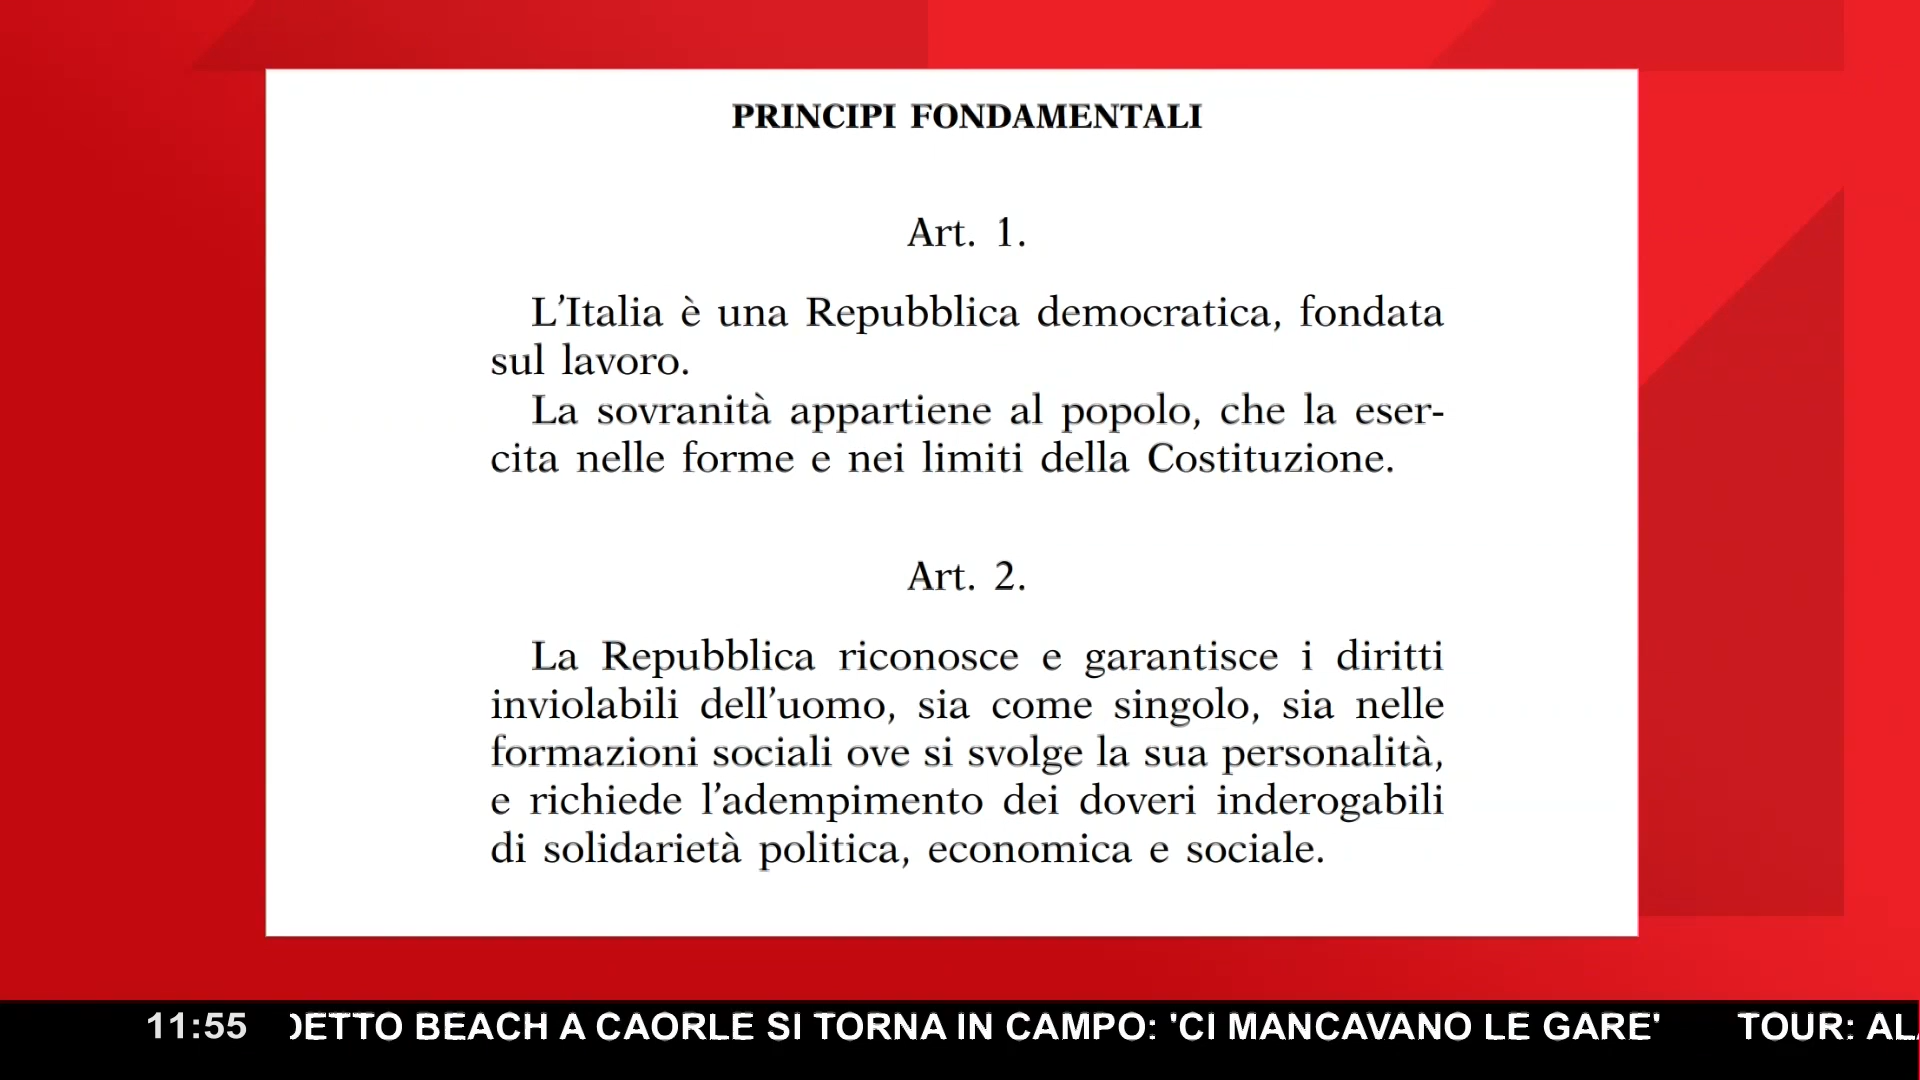 PRINCIPI FONDAMENTALI
Art. 1.
L'Italia è una Repubblica democratica, fondata
sul lavoro.
La sovranità appartiene al popolo, che la eser-
cita nelle forme e nei limiti della Costituzione.
Art. 2.
La Repubblica riconosce e garantisce i diritti
inviolabili dell'uomo, sia come singolo, sia nelle
formazioni sociali ove si svolge la sua personalità,
e richiede l'adempimento dei doveri inderogabili
di solidarietà politica, economica e sociale.
11:55 BEACH A CAORLE SI TORNA IN CAMPO: 'CI MANCAVANO LE GARE' TOUR: